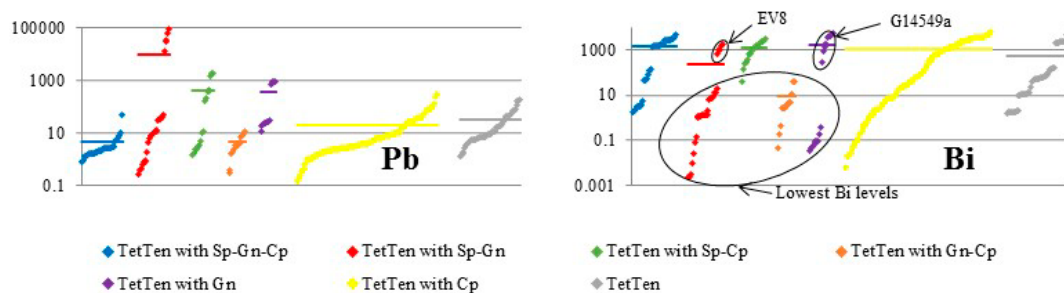 100000
1000
10
0.1
Pb
EV8
G14549a
1000
10
0.1
0.001
Bi
Lowest Bi levels
TetTen with Sp-Gn-Cp
TetTen with Sp-Gn
TetTen with Sp-Cp
TetTen with Gn-Cp
TetTen with Gn
TetTen with Cp
TetTen